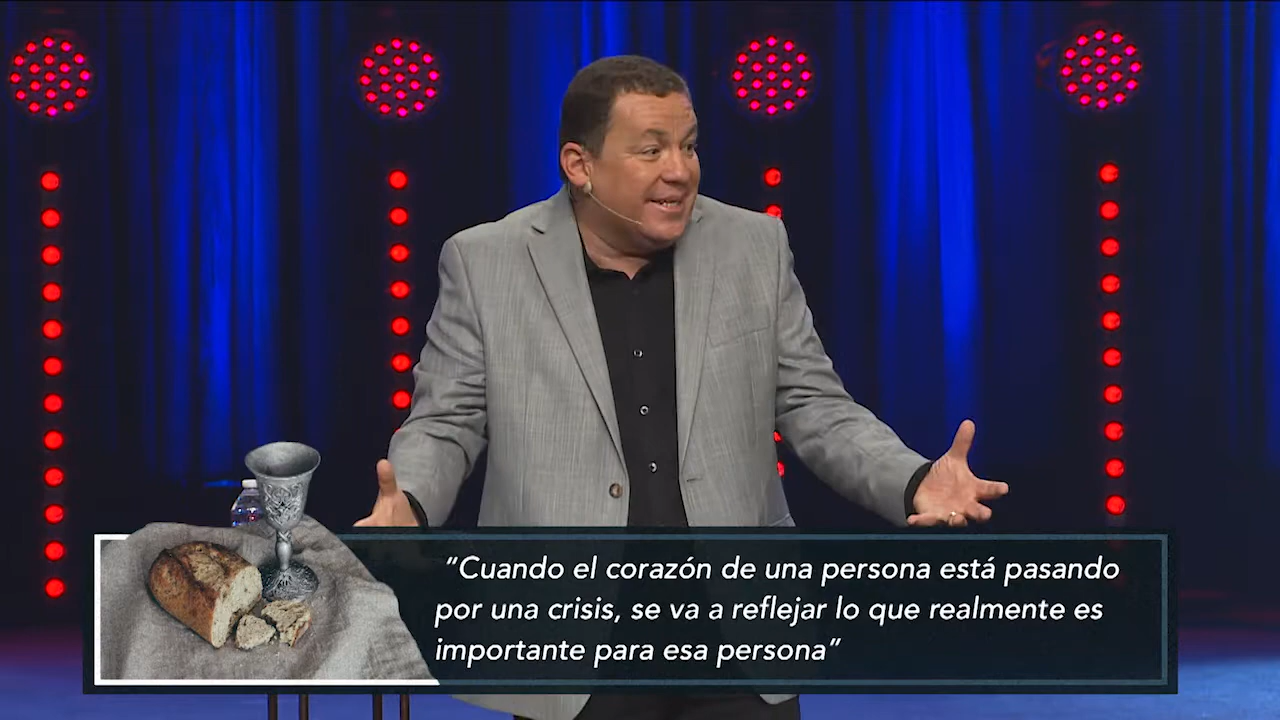 “Cuando el corazón de una persona está pasando
por una crisis, se va a reflejar lo que realmente es
importante para esa persona”